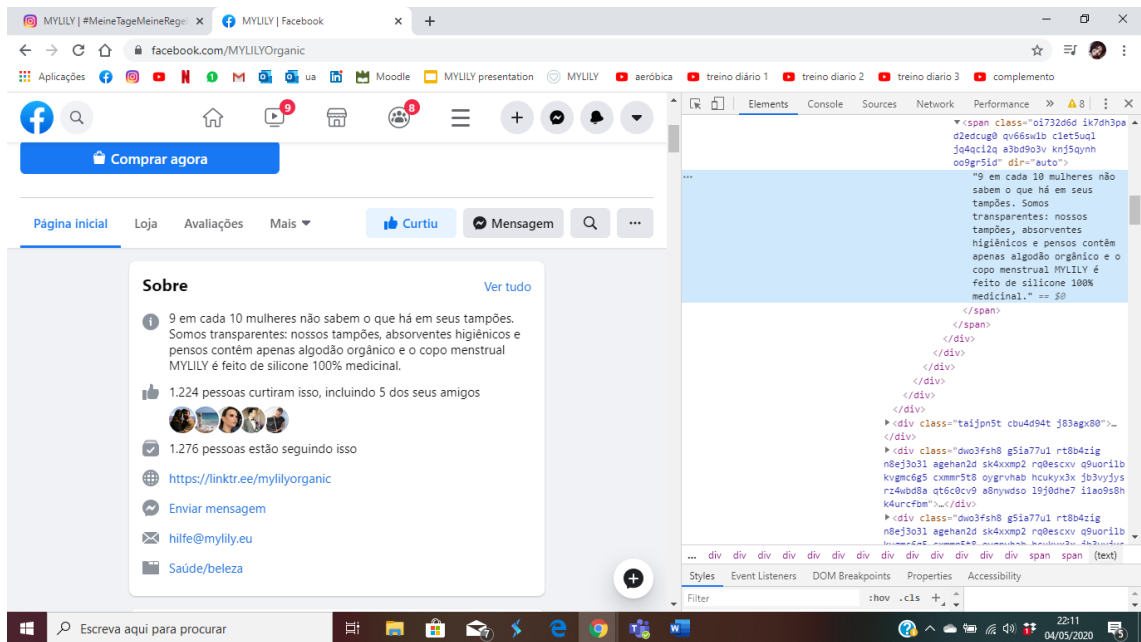 MYLILY | #MeineTageMeineRegel
MYLILY | Facebook
facebook.com/MYLILYOrganic
Aplicações
ua
Moodle
MYLILY presentation
MYLILY
aeróbica
treino diário 1
treino diario 2
treino diario 3
complemento
9
8
Comprar agora
Página inicial
Loja
Avaliações
Mais
Curtiu
Mensagem
Sobre
Ver tudo
9 em cada 10 mulheres não sabem o que há em seus tampões.
Somos transparentes: nossos tampões, absorventes higiênicos e
pensos contêm apenas algodão orgânico e o copo menstrual
MYLILY é feito de silicone 100% medicinal.
1.224 pessoas curtiram isso, incluindo 5 dos seus amigos
1.276 pessoas estão seguindo isso
https://linktr.ee/mylilyorganic
Enviar mensagem
hilfe@mylily.eu
Saúde/beleza
Elements Console Sources Network Performance » 8
<span class="oi732d6d ik7dh3pa
d2edcug0 qv66sw1b c1et5uql
jq4qci2q a3bd9o3v knj5qynh
oo9gr5id" dir="auto">
"9 em cada 10 mulheres não
sabem o que há em seus
tampões. Somos
transparentes: nossos
tampões, absorventes
higiênicos e pensos contêm
apenas algodão orgânico e o
copo menstrual MYLILY é
feito de silicone 100%
medicinal." == $0
</span>
</span>
</div>
</div>
</div>
</div>
</div>
</div>
<div class="taijpn5t cbu4d94t j83agx80">…
</div>
<div class="dwo3fsh8 g5ia77u1 rt8b4zig
n8ej3o3l agehan2d sk4xxmp2 rq0escxv q9uorilb
kvgmc6g5 cxmmr5t8 oygrvhab hcukyx3x jb3vyjys
rz4wbd8a qt6c0cv9 a8nywdso l9j0dhe7 i1ao9s8h
k4urcfbm">…</div>
<div class="dwo3fsh8 g5ia77u1 rt8b4zig
n8ej3o3l agehan2d sk4xxmp2 rq0escxv q9uorilb
... div div div div div div div div div div div div div span span (text)
Styles Event Listeners DOM Breakpoints Properties Accessibility
Filter
:hov .cls +
Escreva aqui para procurar
22:11
04/05/2020